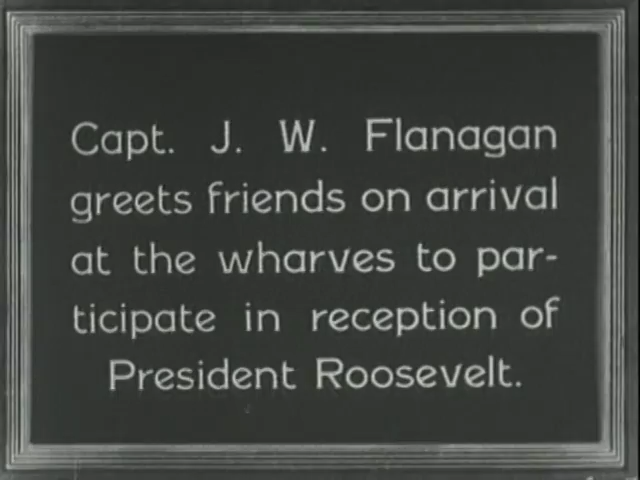 Capt. J. W. Flanagan
greets friends on arrival
at the wharves to par-
ticipate in reception of
President Roosevelt.